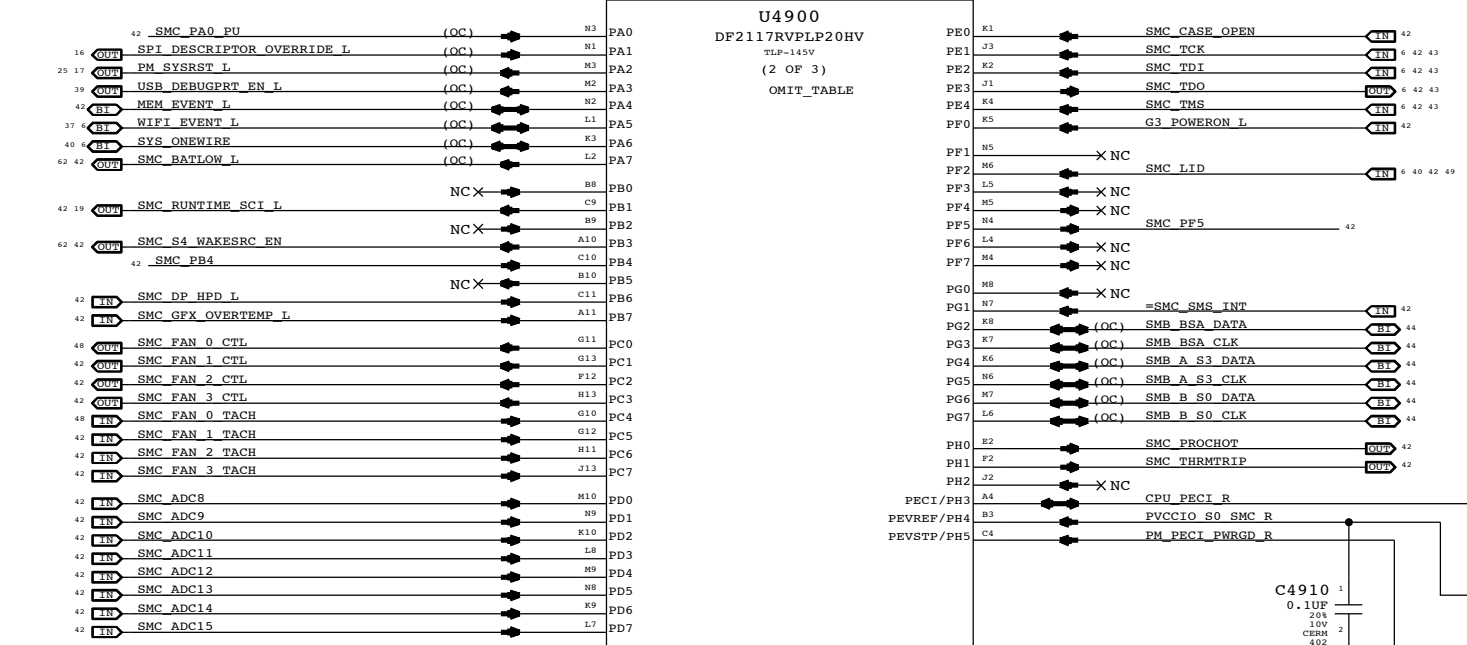 U4900
DF2117RVPLP20HV
TLP-145V
(2 OF 3)
OMIT_TABLE
42 SMC_PA0_PU (OC) N3 PA0
16 OUT SPI_DESCRIPTOR_OVERRIDE_L (OC) N1 PA1
25 17 OUT PM_SYSRST_L (OC) M3 PA2
39 OUT USB_DEBUGPRT_EN_L (OC) M2 PA3
42 BI MEM_EVENT_L (OC) N2 PA4
37 6 BI WIFI_EVENT_L (OC) L1 PA5
40 6 BI SYS_ONEWIRE (OC) K3 PA6
62 42 OUT SMC_BATLOW_L (OC) L2 PA7
NC B8 PB0
42 19 OUT SMC_RUNTIME_SCI_L C9 PB1
NC B9 PB2
62 42 OUT SMC_S4_WAKESRC_EN A10 PB3
42 SMC_PB4 C10 PB4
NC B10 PB5
42 IN SMC_DP_HPD_L C11 PB6
42 IN SMC_GFX_OVERTEMP_L A11 PB7
48 OUT SMC_FAN_0_CTL G11 PC0
42 OUT SMC_FAN_1_CTL G13 PC1
42 OUT SMC_FAN_2_CTL F12 PC2
42 OUT SMC_FAN_3_CTL H13 PC3
48 IN SMC_FAN_0_TACH G10 PC4
42 IN SMC_FAN_1_TACH G12 PC5
42 IN SMC_FAN_2_TACH H11 PC6
42 IN SMC_FAN_3_TACH J13 PC7
42 IN SMC_ADC8 M10 PD0
42 IN SMC_ADC9 N9 PD1
42 IN SMC_ADC10 K10 PD2
42 IN SMC_ADC11 L8 PD3
42 IN SMC_ADC12 M9 PD4
42 IN SMC_ADC13 N8 PD5
42 IN SMC_ADC14 K9 PD6
42 IN SMC_ADC15 L7 PD7
PE0 K1 SMC_CASE_OPEN IN 42
PE1 J3 SMC_TCK IN 6 42 43
PE2 K2 SMC_TDI IN 6 42 43
PE3 J1 SMC_TDO OUT 6 42 43
PE4 K4 SMC_TMS IN 6 42 43
PF0 K5 G3_POWERON_L IN 42
PF1 N5 NC
PF2 M6 SMC_LID IN 6 40 42 49
PF3 L5 NC
PF4 M5 NC
PF5 N4 SMC_PF5 42
PF6 L4 NC
PF7 M4 NC
PG0 M8 NC
PG1 N7 =SMC_SMS_INT IN 42
PG2 K8 (OC) SMB_BSA_DATA BI 44
PG3 K7 (OC) SMB_BSA_CLK BI 44
PG4 K6 (OC) SMB_A_S3_DATA BI 44
PG5 N6 (OC) SMB_A_S3_CLK BI 44
PG6 M7 (OC) SMB_B_S0_DATA BI 44
PG7 L6 (OC) SMB_B_S0_CLK BI 44
PH0 E2 SMC_PROCHOT OUT 42
PH1 F2 SMC_THRMTRIP OUT 42
PH2 J2 NC
PECI/PH3 A4 CPU_PECI_R
PEVREF/PH4 B3 PVCCIO_S0_SMC_R
PEVSTP/PH5 C4 PM_PECI_PWRGD_R
C4910 1
0.1UF
20%
10V
CERM 2
402